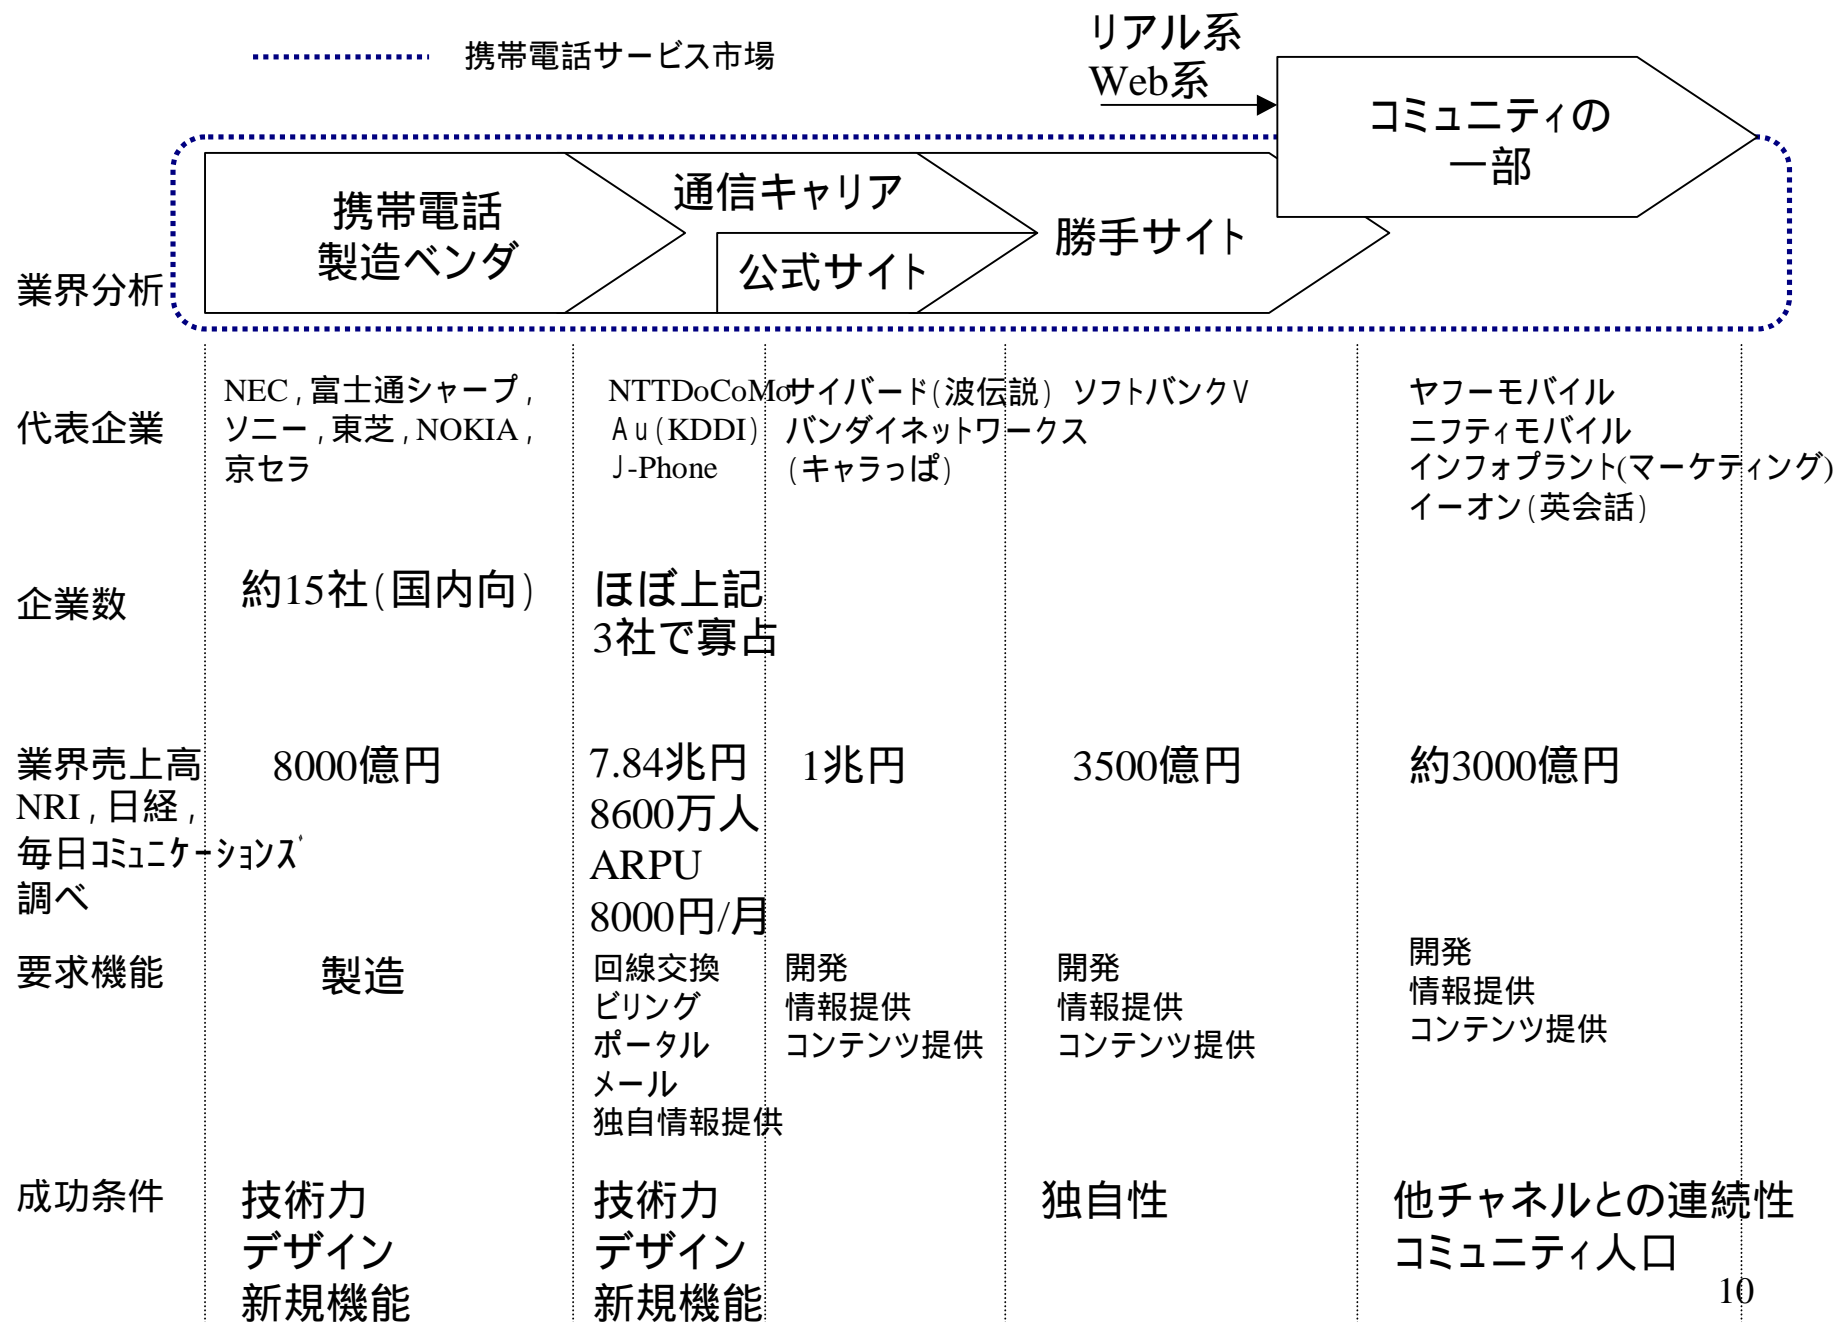 携帯電話サービス市場
リアル系
Web系
コミュニティの
一部
携帯電話
製造ベンダ
通信キャリア
公式サイト
勝手サイト
業界分析
代表企業
NEC,富士通シャープ,
ソニー,東芝,NOKIA,
京セラ
NTTDoCoMo
Au(KDDI)
J-Phone
サイバード(波伝説)
バンダイネットワークス
(キャラっぱ)
ソフトバンクV
ヤフーモバイル
ニフティモバイル
インフォプラント(マーケティング)
イーオン(英会話)
企業数
約15社(国内向)
ほぼ上記
3社で寡占
業界売上高
NRI,日経,
毎日ｺﾐｭﾆｹｰｼｮﾝｽﾞ
調べ
8000億円
7.84兆円
8600万人
ARPU
8000円/月
1兆円
3500億円
約3000億円
要求機能
製造
回線交換
ビリング
ポータル
メール
独自情報提供
開発
情報提供
コンテンツ提供
開発
情報提供
コンテンツ提供
開発
情報提供
コンテンツ提供
成功条件
技術力
デザイン
新規機能
技術力
デザイン
新規機能
独自性
他チャネルとの連続性
コミュニティ人口
10